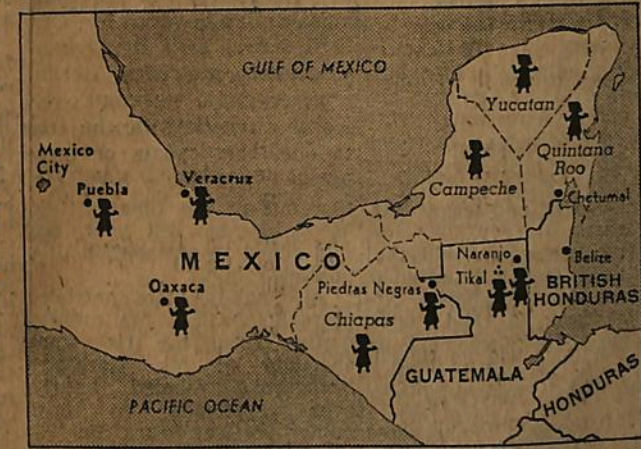 GULF OF MEXICO
Yucatan
Mexico
City
Quintana
Roo
Puebla
Veracruz
Campeche
Chetumal
MEXICO
Naranjo
Belize
Oaxaca
Piedras Negras
Tikal
BRITISH
HONDURAS
Chiapas
GUATEMALA
HONDURAS
PACIFIC OCEAN